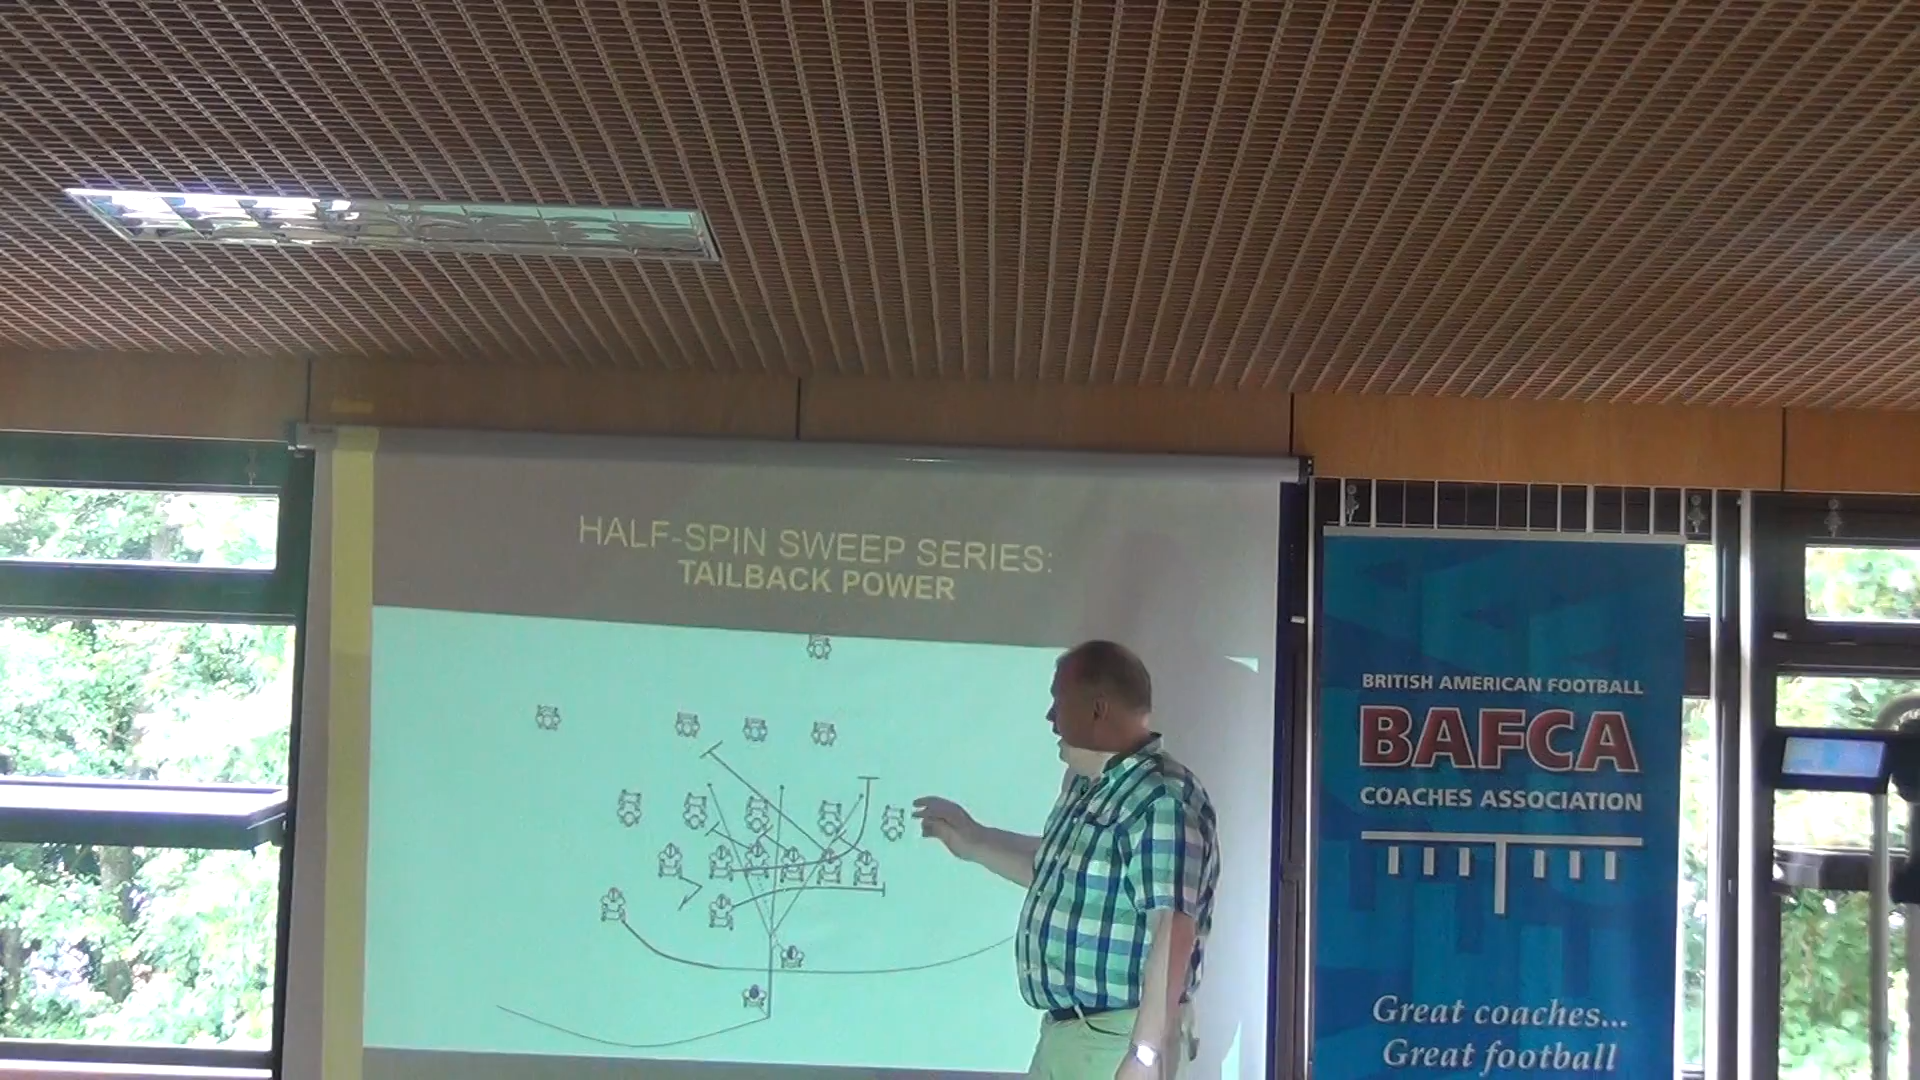 HALF-SPIN SWEEP SERIES:
TAILBACK POWER
BRITISH AMERICAN FOOTBALL
BAFCA
COACHES ASSOCIATION
Great coaches...
Great football